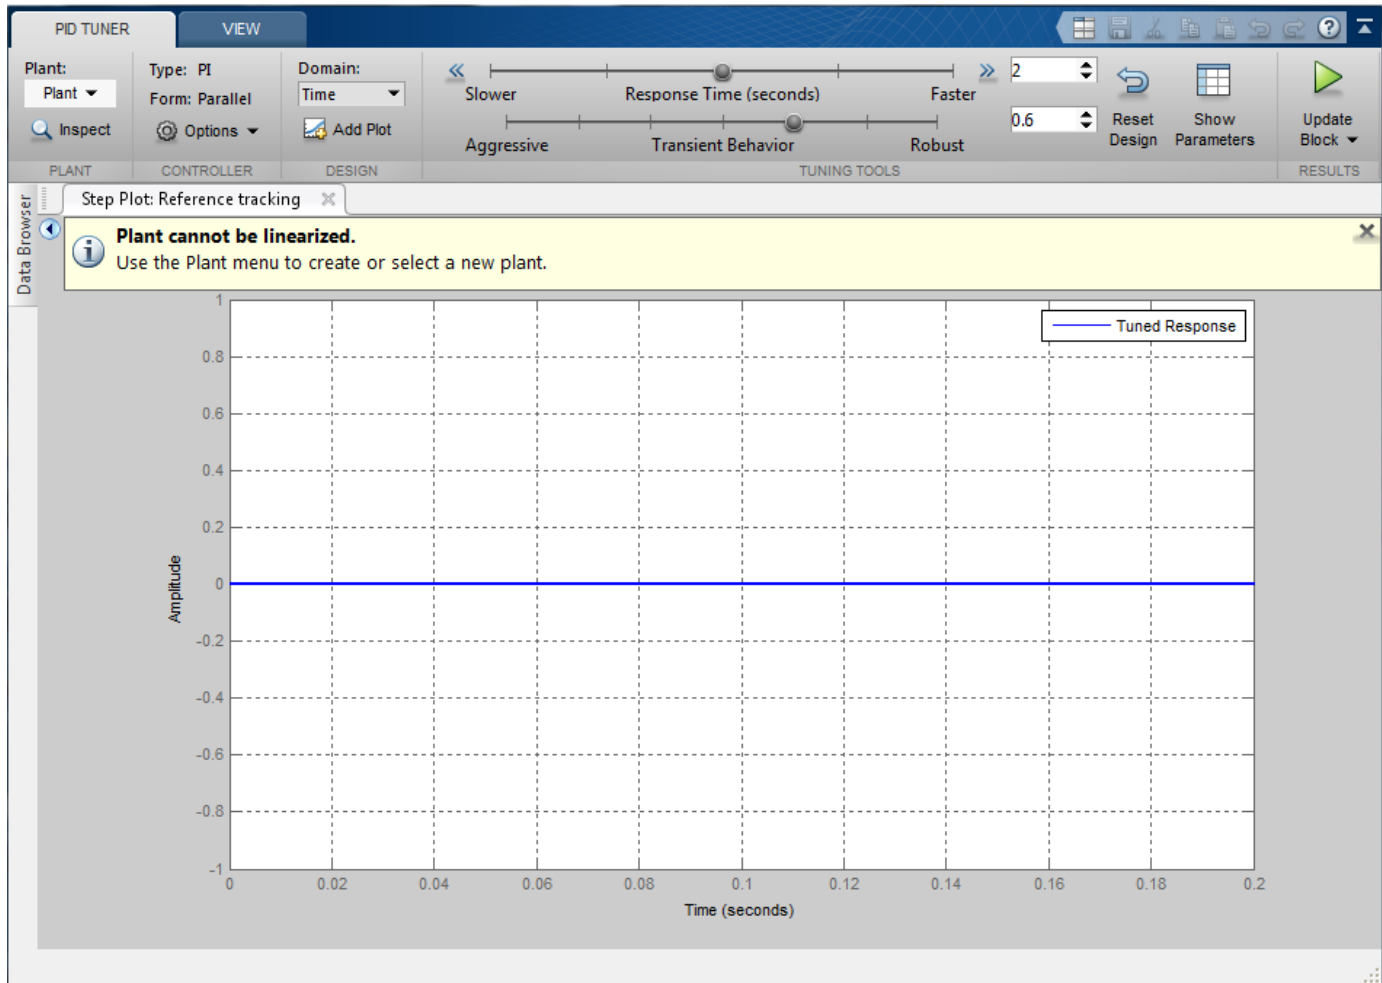 PID TUNER
VIEW
Plant:
Plant
Inspect
PLANT
Type: PI
Form: Parallel
Options
CONTROLLER
Domain:
Time
Add Plot
DESIGN
Slower
Response Time (seconds)
Faster
2
Aggressive
Transient Behavior
Robust
0.6
Reset
Design
Show
Parameters
TUNING TOOLS
Update
Block
RESULTS
Data Browser
Step Plot: Reference tracking
Plant cannot be linearized.
Use the Plant menu to create or select a new plant.
Tuned Response
1
0.8
0.6
0.4
0.2
0
-0.2
-0.4
-0.6
-0.8
-1
Amplitude
0 0.02 0.04 0.06 0.08 0.1 0.12 0.14 0.16 0.18 0.2
Time (seconds)